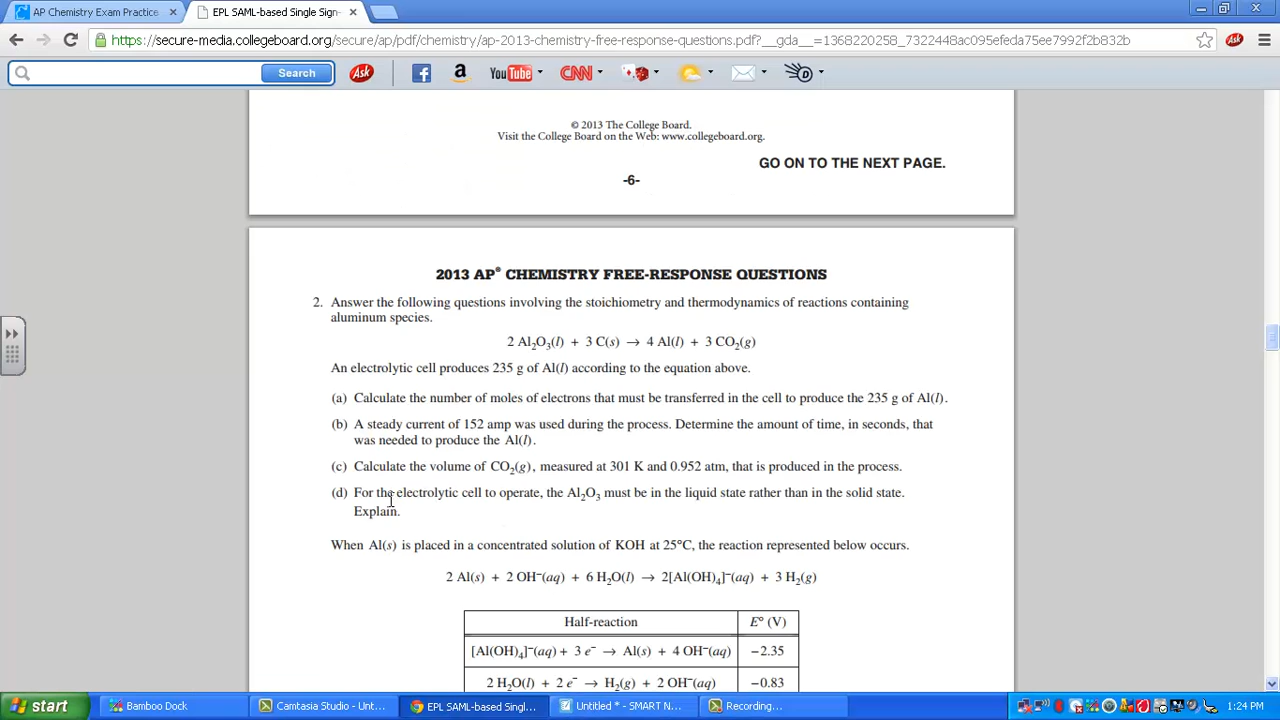 AP Chemistry Exam Practice
EPL SAML-based Single Sign-
https://secure-media.collegeboard.org/secure/ap/pdf/chemistry/ap-2013-chemistry-free-response-questions.pdf?__gda__=1368220258_7322448ac095efeda75ee7992f2b832b
Ask
Search
Ask
f
a
YouTube
CNN
© 2013 The College Board.
Visit the College Board on the Web: www.collegeboard.org.
GO ON TO THE NEXT PAGE.
-6-
2013 AP® CHEMISTRY FREE-RESPONSE QUESTIONS
2. Answer the following questions involving the stoichiometry and thermodynamics of reactions containing
aluminum species.
2 Al₂O₃(l) + 3 C(s) → 4 Al(l) + 3 CO₂(g)
An electrolytic cell produces 235 g of Al(l) according to the equation above.
(a) Calculate the number of moles of electrons that must be transferred in the cell to produce the 235 g of Al(l).
(b) A steady current of 152 amp was used during the process. Determine the amount of time, in seconds, that
was needed to produce the Al(l).
(c) Calculate the volume of CO₂(g), measured at 301 K and 0.952 atm, that is produced in the process.
(d) For the electrolytic cell to operate, the Al₂O₃ must be in the liquid state rather than in the solid state.
Explain.
When Al(s) is placed in a concentrated solution of KOH at 25°C, the reaction represented below occurs.
2 Al(s) + 2 OH⁻(aq) + 6 H₂O(l) → 2[Al(OH)₄]⁻(aq) + 3 H₂(g)
Half-reaction E° (V)
[Al(OH)₄]⁻(aq) + 3 e⁻ → Al(s) + 4 OH⁻(aq) −2.35
2 H₂O(l) + 2 e⁻ → H₂(g) + 2 OH⁻(aq) −0.83
start
Bamboo Dock
Camtasia Studio - Unt...
EPL SAML-based Singl...
Untitled * - SMART N...
Recording...
1:24 PM